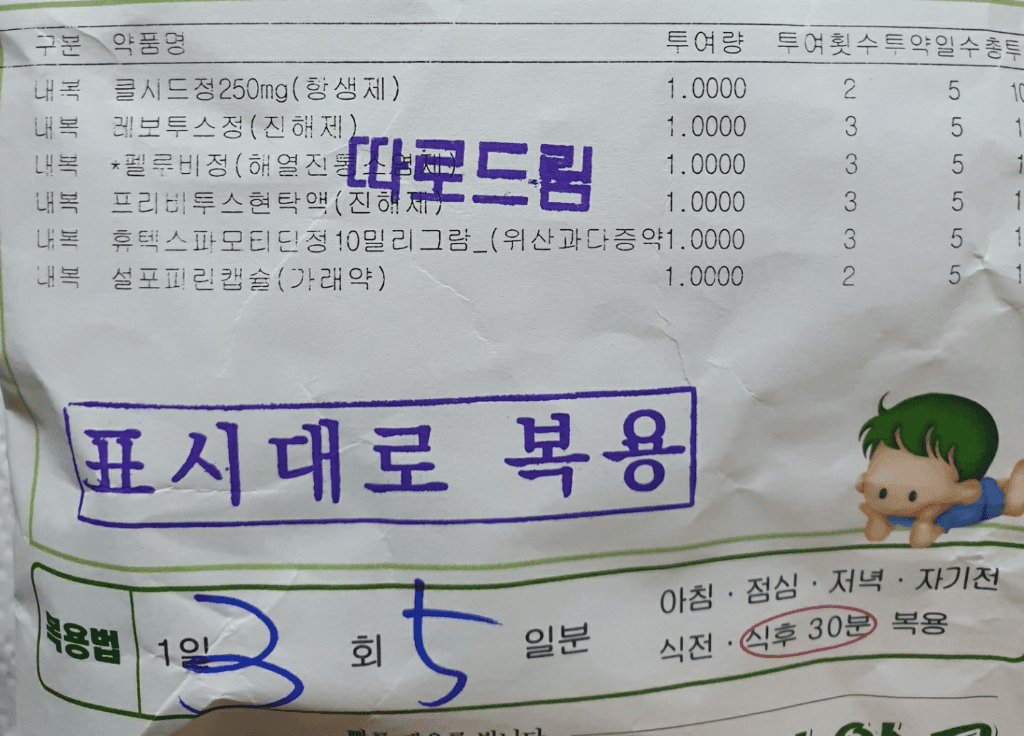 구분 약품명 투여량 투여횟수 투약일수 총투
내복 클시드정250mg(항생제) 1.0000 2 5 10
내복 레보투스정(진해제) 1.0000 3 5 1
내복 *펠루비정(해열진통소염제) 1.0000 3 5 1
따로드림
내복 프리비투스현탁액(진해제) 1.0000 3 5 1
내복 휴텍스파모티딘정10밀리그람_(위산과다증약 1.0000 3 5 1
내복 설포피린캡슐(가래약) 1.0000 2 5 1
표시대로 복용
복용법 1일 3 회 5 일분
아침 · 점심 · 저녁 · 자기전
식전 · 식후 30분 복용